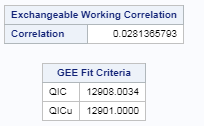 Exchangeable Working Correlation
Correlation 0.0281365793
GEE Fit Criteria
QIC 12908.0034
QICu 12901.0000